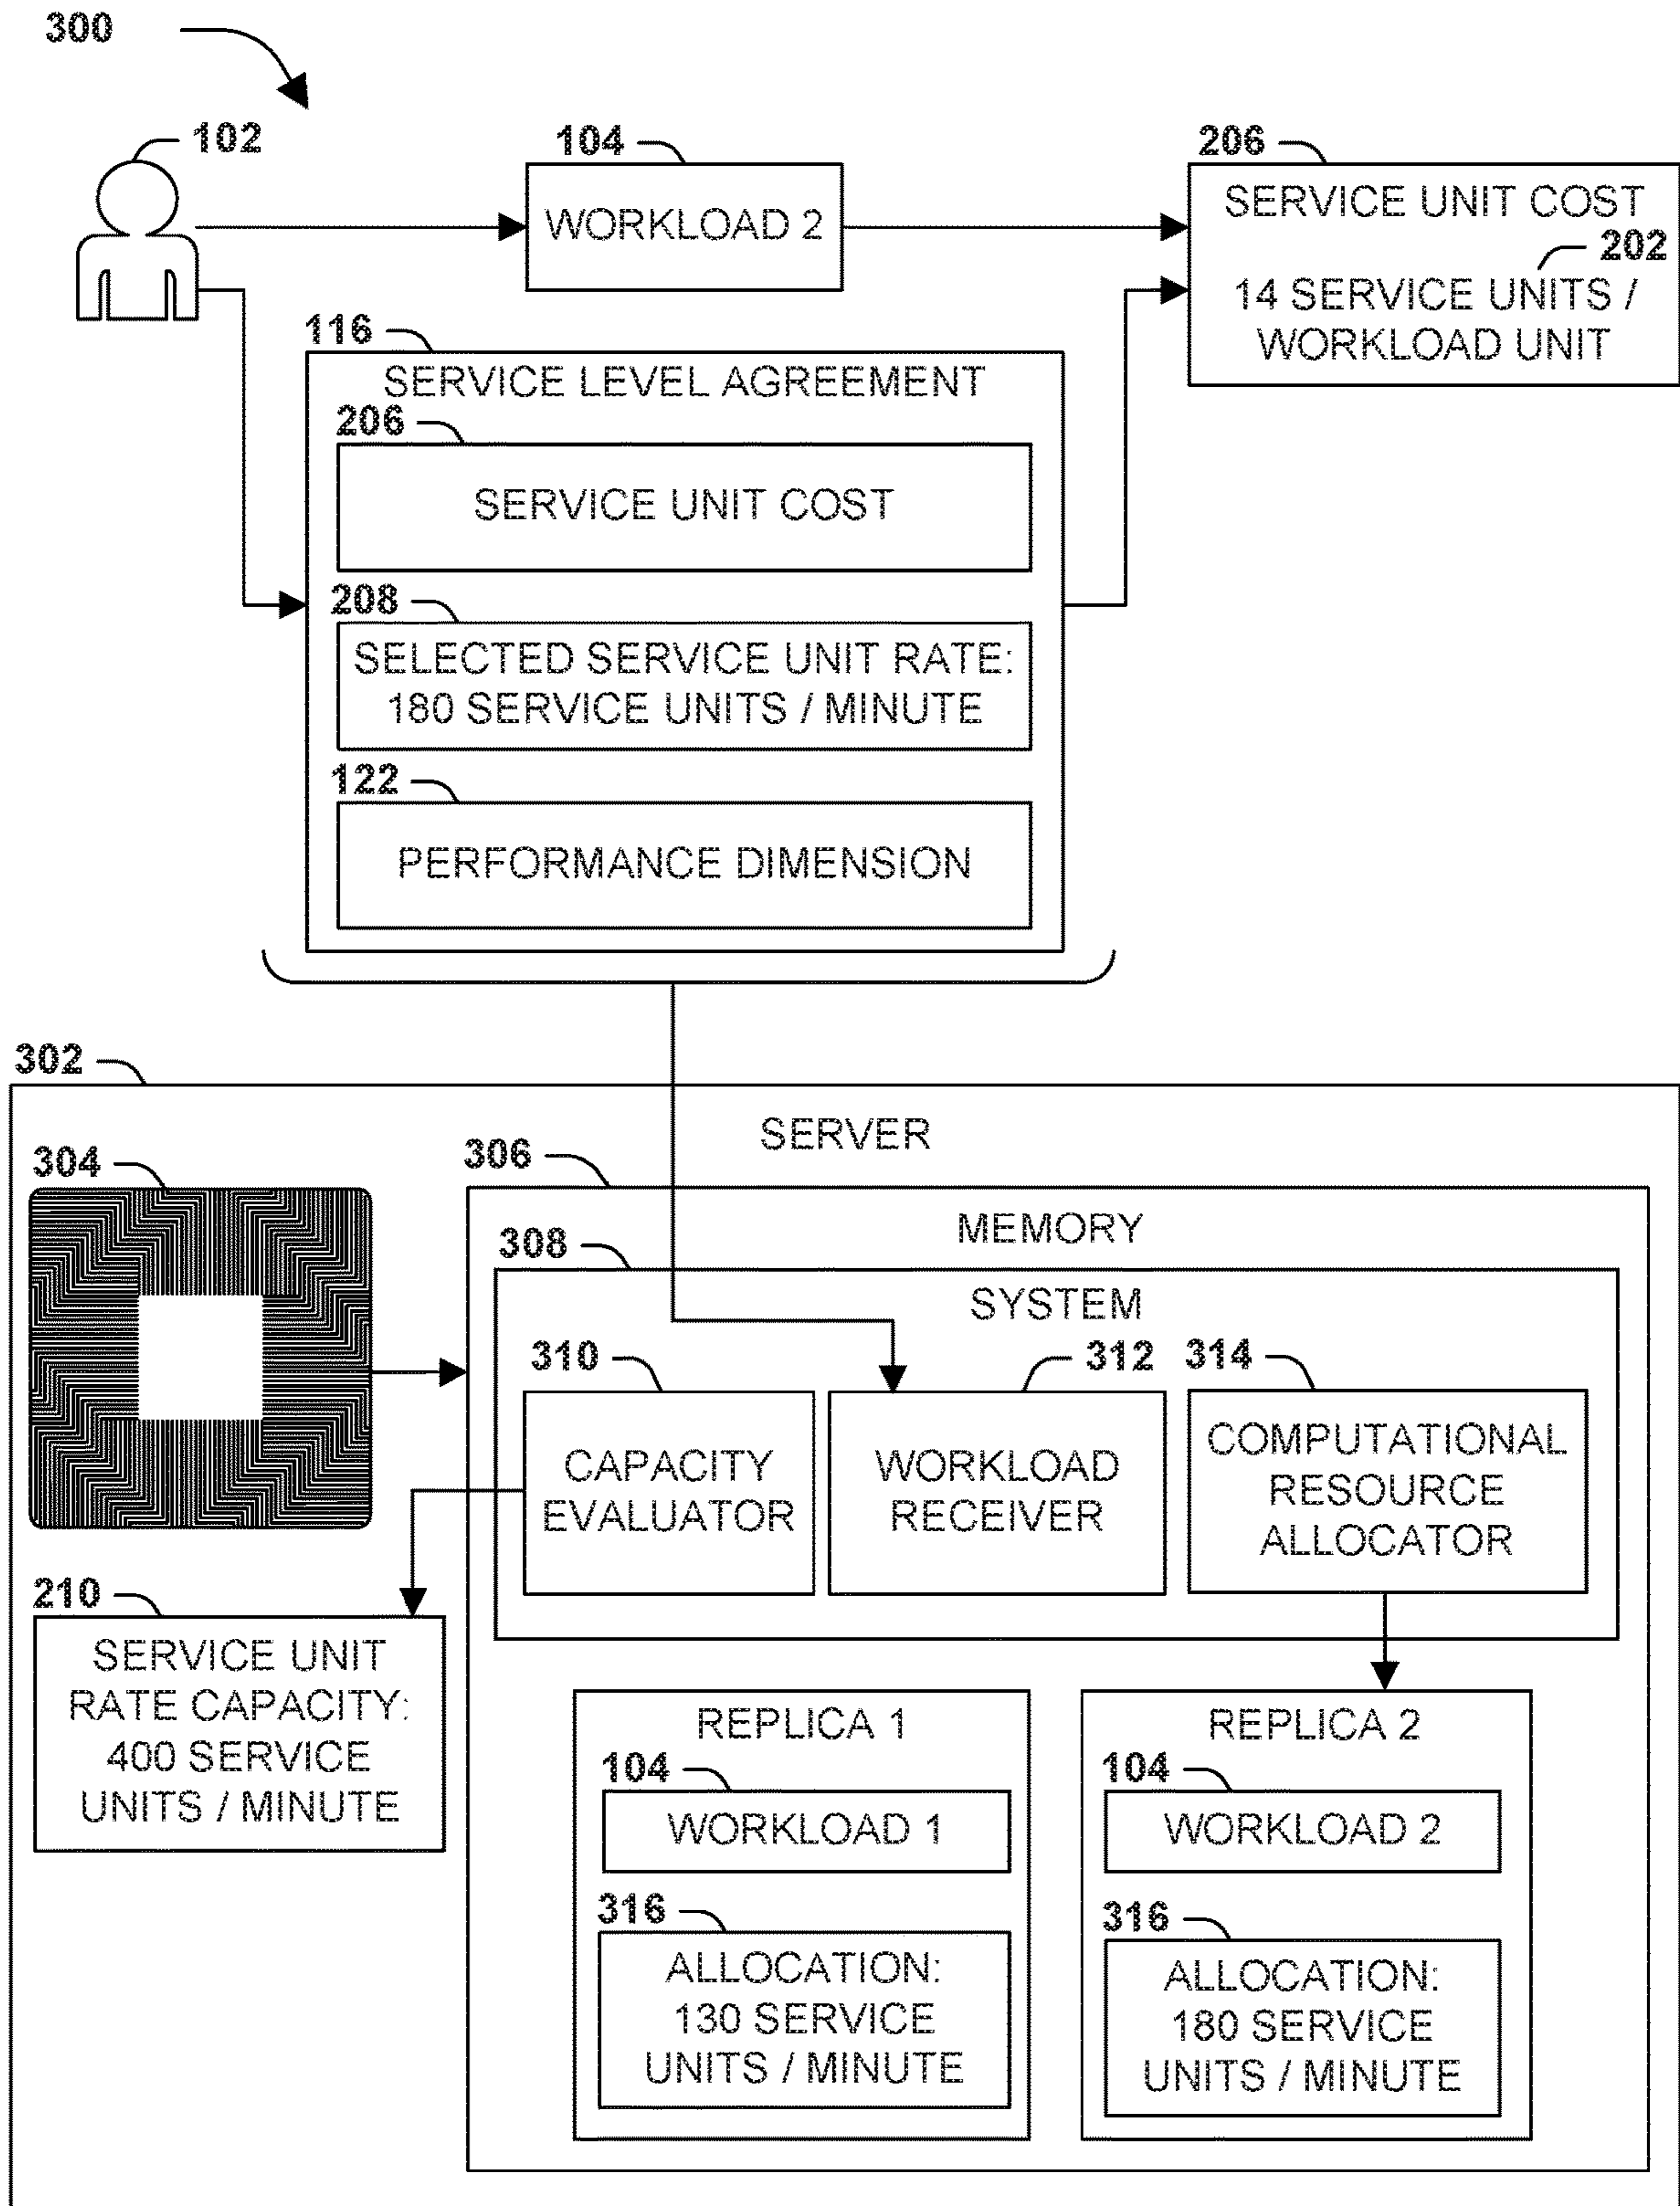 300
102
104
206
WORKLOAD 2
SERVICE UNIT COST
202
14 SERVICE UNITS /
WORKLOAD UNIT
116
SERVICE LEVEL AGREEMENT
206
SERVICE UNIT COST
208
SELECTED SERVICE UNIT RATE:
180 SERVICE UNITS / MINUTE
122
PERFORMANCE DIMENSION
302
SERVER
304
306
MEMORY
308
SYSTEM
310
312
314
CAPACITY
EVALUATOR
WORKLOAD
RECEIVER
COMPUTATIONAL
RESOURCE
ALLOCATOR
210
SERVICE UNIT
RATE CAPACITY:
400 SERVICE
UNITS / MINUTE
REPLICA 1
104
WORKLOAD 1
316
ALLOCATION:
130 SERVICE
UNITS / MINUTE
REPLICA 2
104
WORKLOAD 2
316
ALLOCATION:
180 SERVICE
UNITS / MINUTE